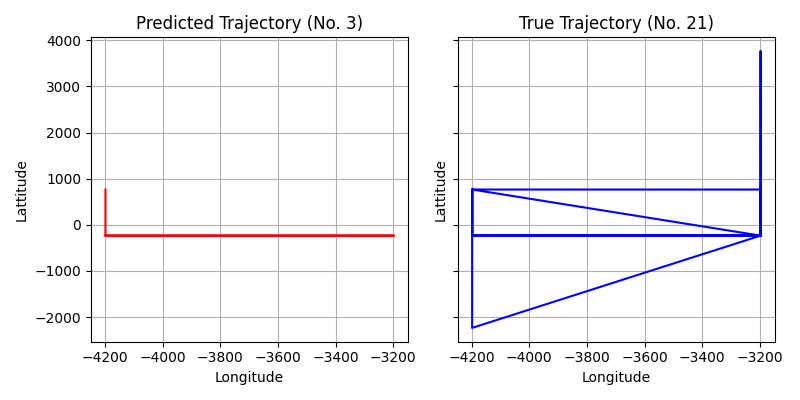 Predicted Trajectory (No. 3)
4000
3000
2000
1000
0
−1000
−2000
Lattitude
−4200 −4000 −3800 −3600 −3400 −3200
Longitude
True Trajectory (No. 21)
Lattitude
−4200 −4000 −3800 −3600 −3400 −3200
Longitude